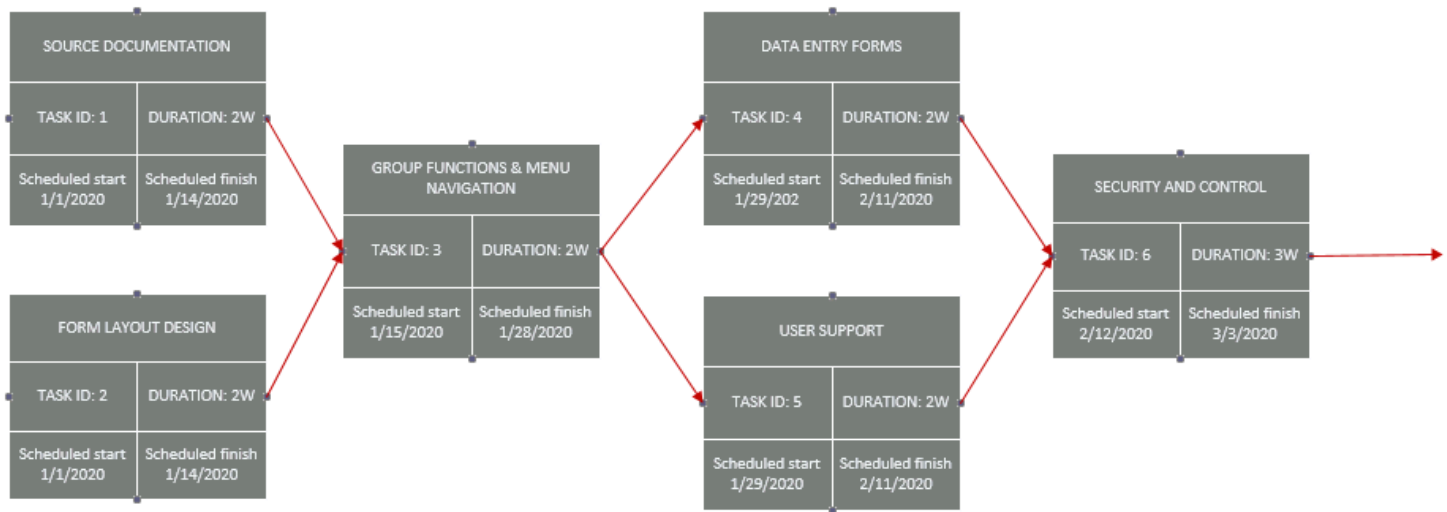 SOURCE DOCUMENTATION
TASK ID: 1
DURATION: 2W
Scheduled start
1/1/2020
Scheduled finish
1/14/2020
FORM LAYOUT DESIGN
TASK ID: 2
DURATION: 2W
Scheduled start
1/1/2020
Scheduled finish
1/14/2020
GROUP FUNCTIONS & MENU
NAVIGATION
TASK ID: 3
DURATION: 2W
Scheduled start
1/15/2020
Scheduled finish
1/28/2020
DATA ENTRY FORMS
TASK ID: 4
DURATION: 2W
Scheduled start
1/29/202
Scheduled finish
2/11/2020
USER SUPPORT
TASK ID: 5
DURATION: 2W
Scheduled start
1/29/2020
Scheduled finish
2/11/2020
SECURITY AND CONTROL
TASK ID: 6
DURATION: 3W
Scheduled start
2/12/2020
Scheduled finish
3/3/2020